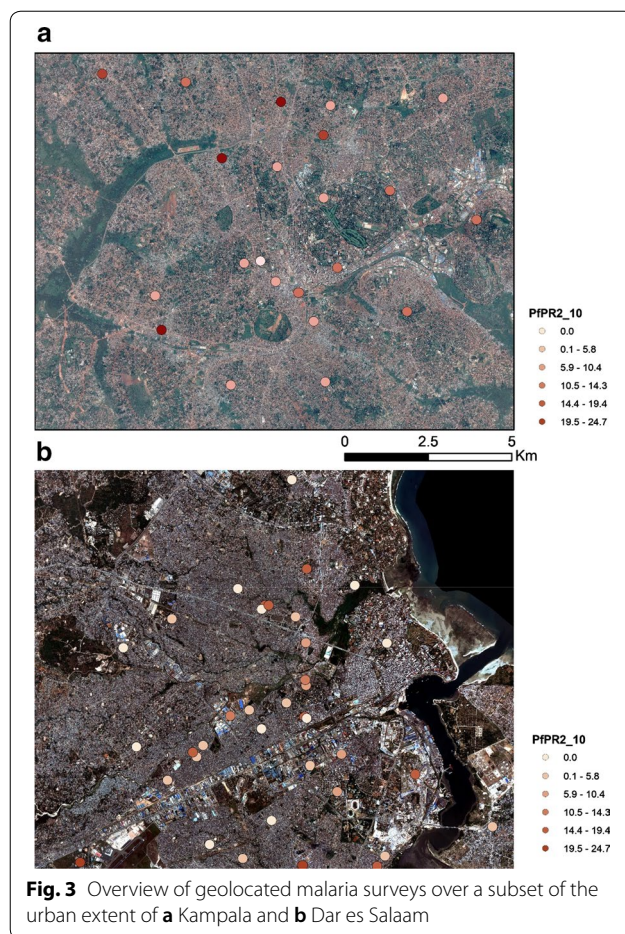 a
PfPR2_10
0.0
0.1 - 5.8
5.9 - 10.4
10.5 - 14.3
14.4 - 19.4
19.5 - 24.7
0 2.5 5
Km
b
PfPR2_10
0.0
0.1 - 5.8
5.9 - 10.4
10.5 - 14.3
14.4 - 19.4
19.5 - 24.7
Fig. 3 Overview of geolocated malaria surveys over a subset of the
urban extent of a Kampala and b Dar es Salaam